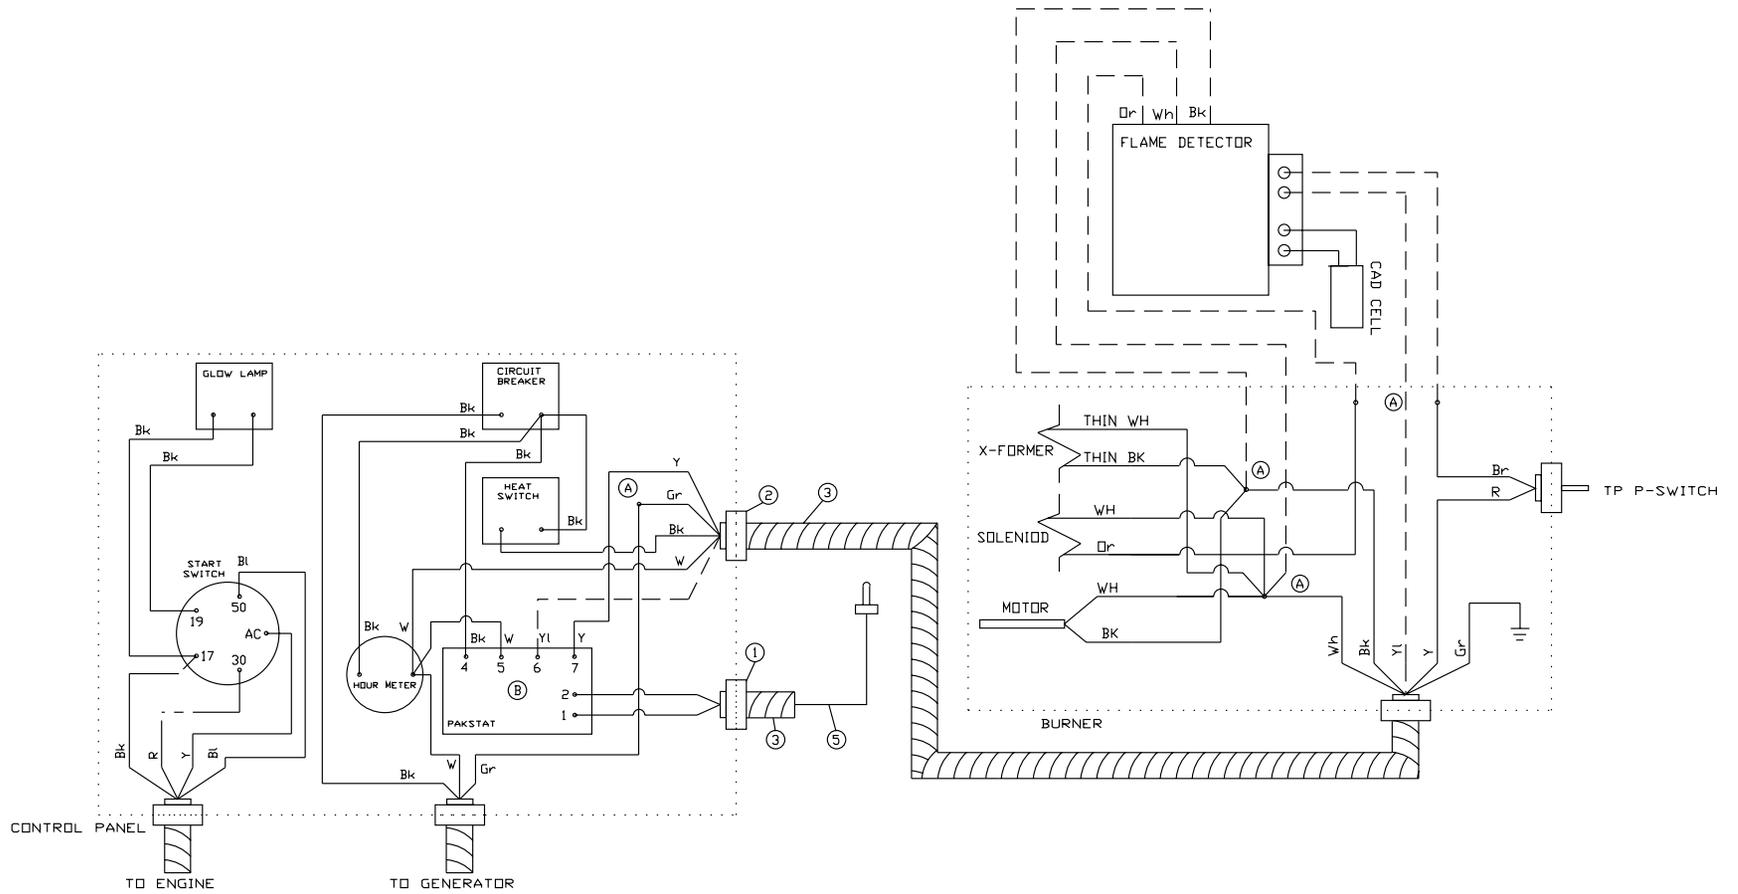 Or Wh Bk
FLAME DETECTOR
CAD CELL
GLOW LAMP
CIRCUIT
BREAKER
Bk
Bk
Bk
Bk
Bk
HEAT
SWITCH
Bk
Y
A
Gr
Bk
W
2
3
A
THIN WH
X-FORMER
THIN BK
A
Br
R
TP P-SWITCH
WH
SOLENIOD
Or
A
WH
MOTOR
BK
START
SWITCH
Bl
50
19
AC
17
30
Bk
W
HOUR METER
Bk
W
Yl
Y
4
5
6
7
B
2
1
PAKSTAT
1
3
5
Wh
Bk
Yl
Y
Gr
BURNER
Bk
R
Y
Bl
Bk
W
Gr
CONTROL PANEL
TO ENGINE
TO GENERATOR